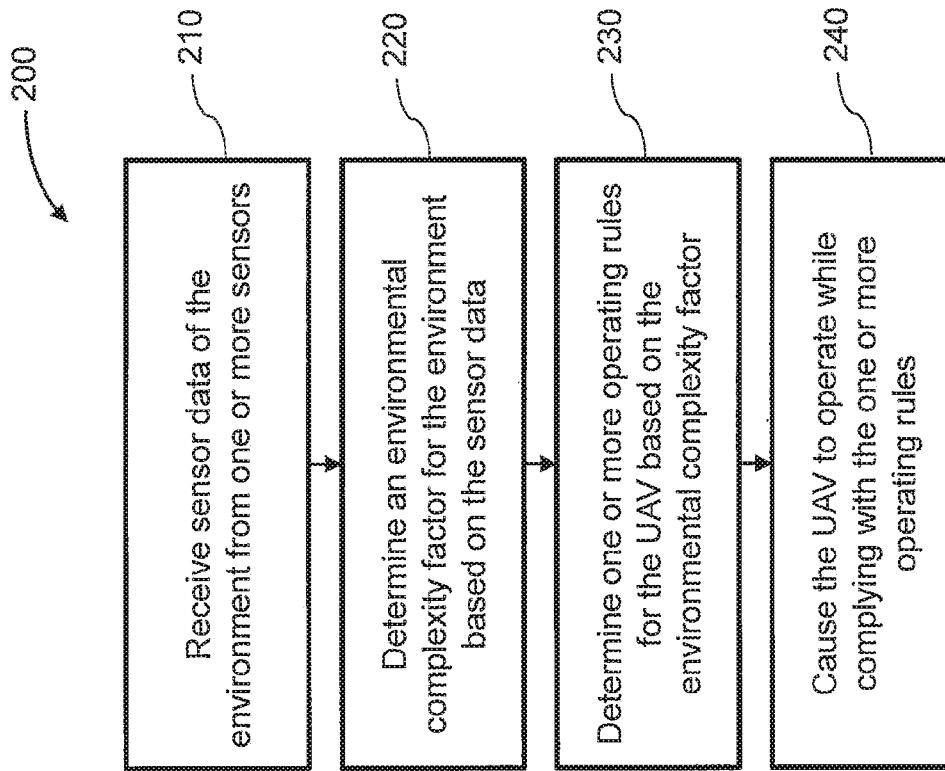 200
210
Receive sensor data of the
environment from one or more sensors
220
Determine an environmental
complexity factor for the environment
based on the sensor data
230
Determine one or more operating rules
for the UAV based on the
environmental complexity factor
240
Cause the UAV to operate while
complying with the one or more
operating rules